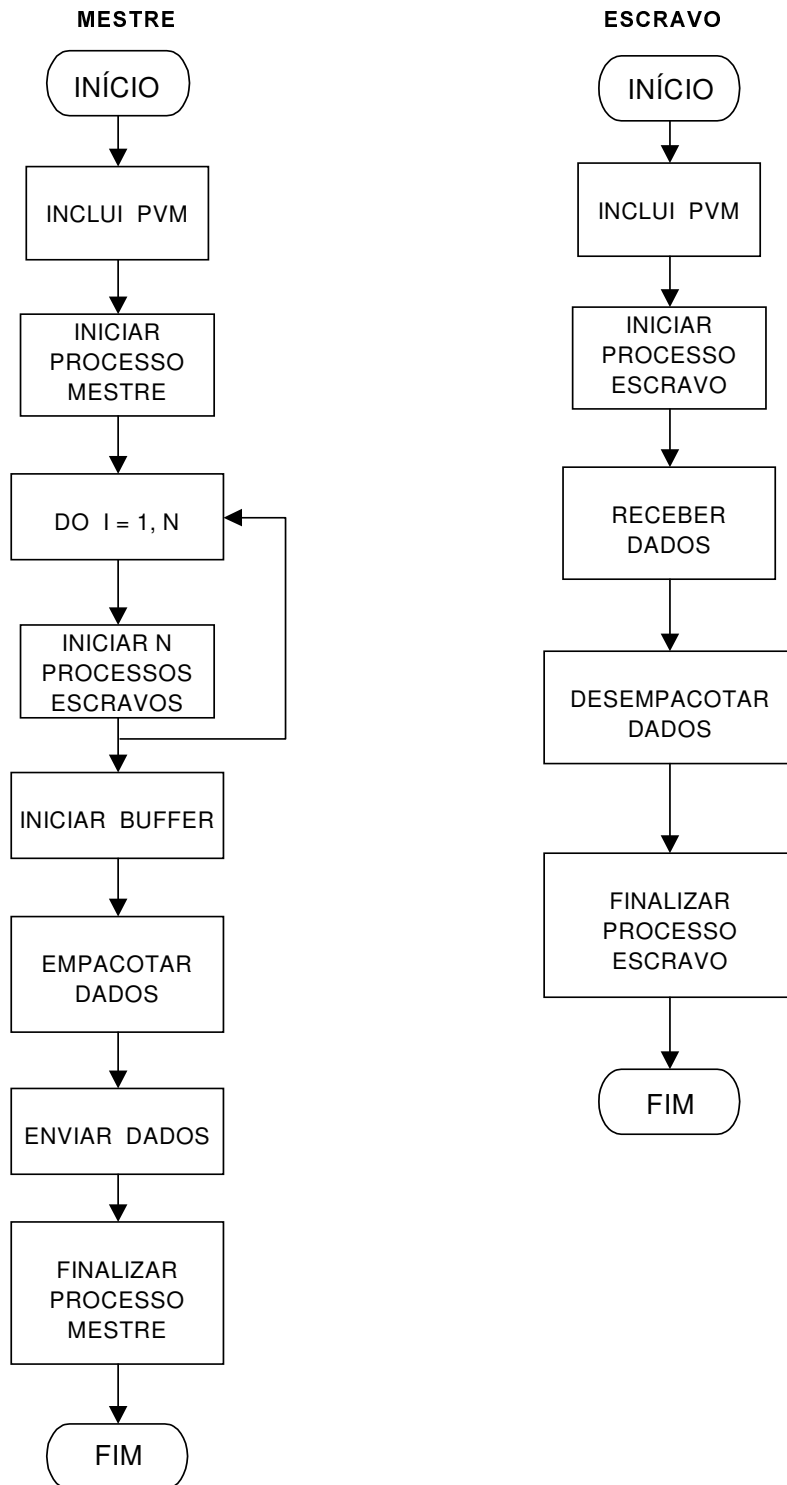 MESTRE
INÍCIO
INCLUI PVM
INICIAR
PROCESSO
MESTRE
DO I = 1, N
INICIAR N
PROCESSOS
ESCRAVOS
INICIAR BUFFER
EMPACOTAR
DADOS
ENVIAR DADOS
FINALIZAR
PROCESSO
MESTRE
FIM
ESCRAVO
INÍCIO
INCLUI PVM
INICIAR
PROCESSO
ESCRAVO
RECEBER
DADOS
DESEMPACOTAR
DADOS
FINALIZAR
PROCESSO
ESCRAVO
FIM